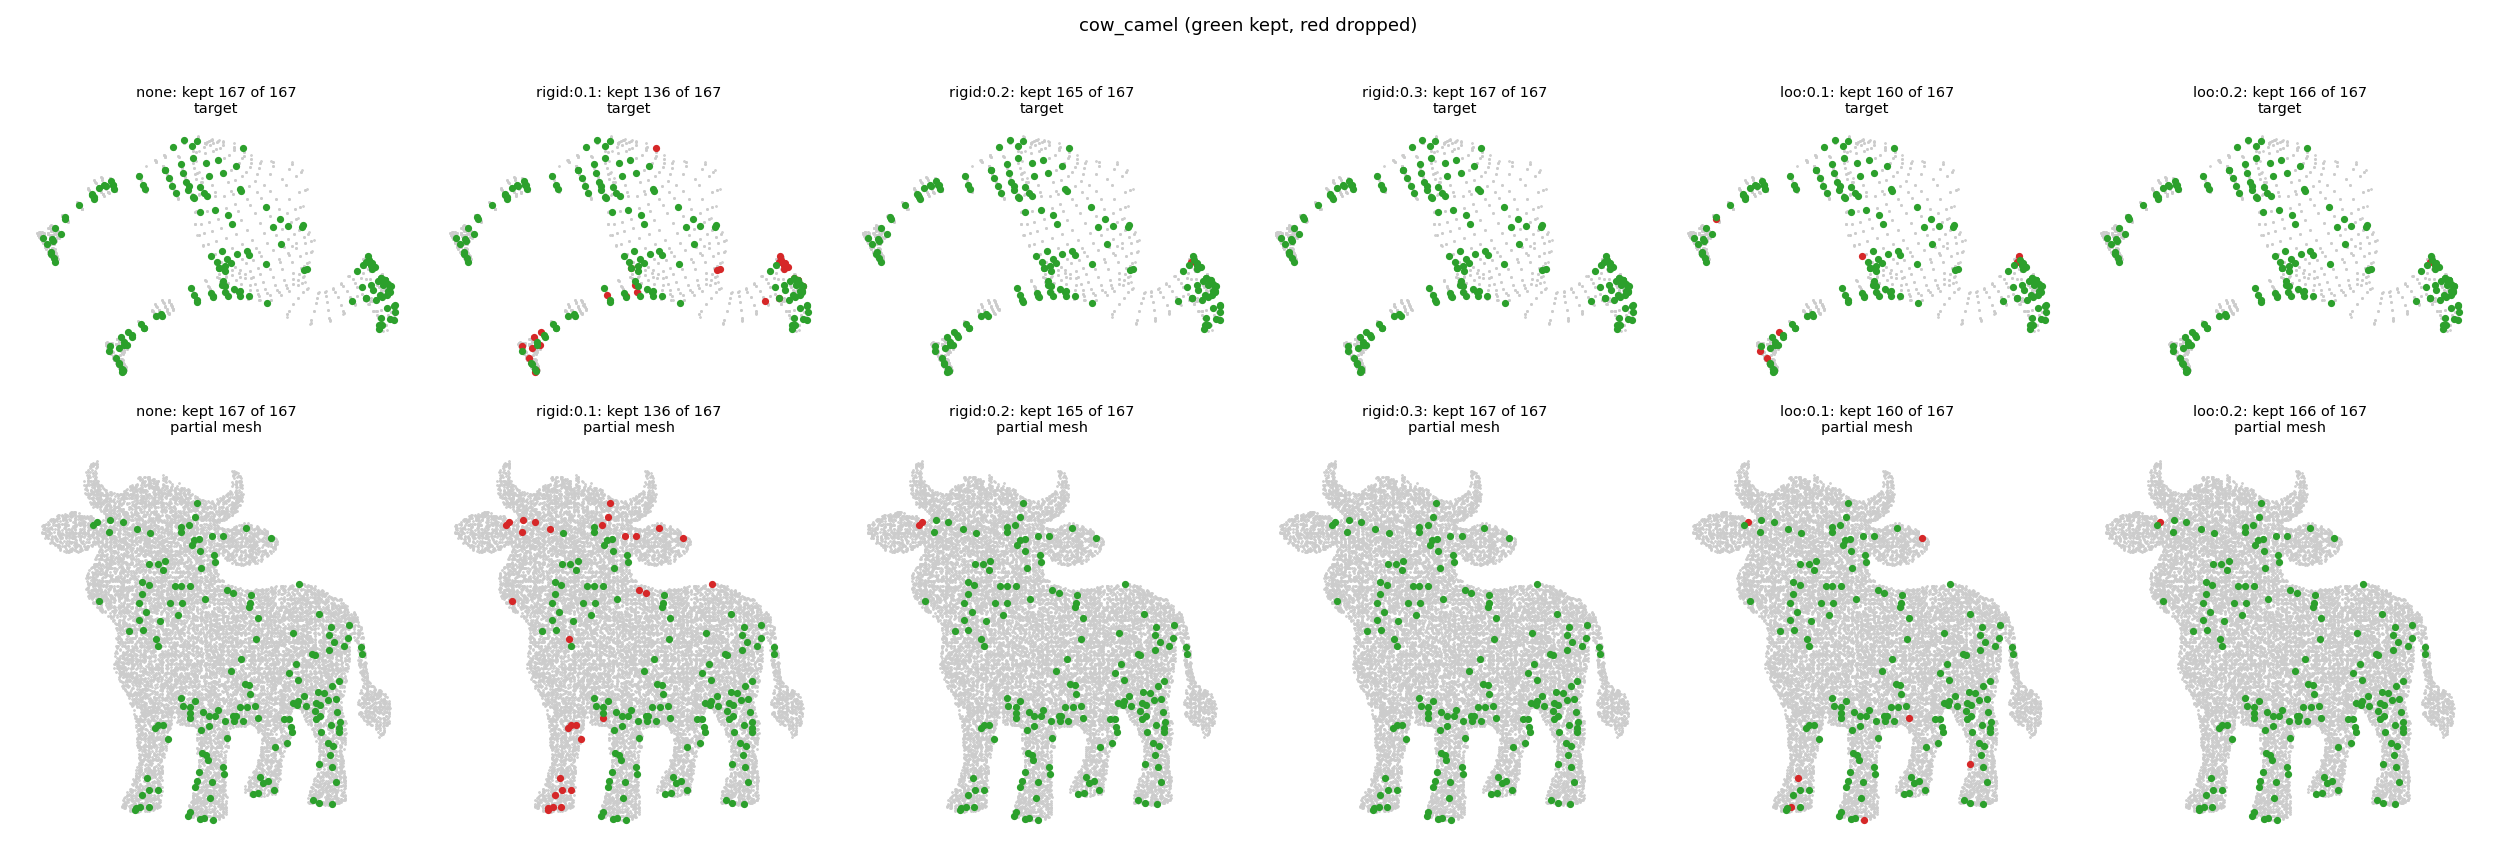 cow_camel (green kept, red dropped)
none: kept 167 of 167
target
rigid:0.1: kept 136 of 167
target
rigid:0.2: kept 165 of 167
target
rigid:0.3: kept 167 of 167
target
loo:0.1: kept 160 of 167
target
loo:0.2: kept 166 of 167
target
none: kept 167 of 167
partial mesh
rigid:0.1: kept 136 of 167
partial mesh
rigid:0.2: kept 165 of 167
partial mesh
rigid:0.3: kept 167 of 167
partial mesh
loo:0.1: kept 160 of 167
partial mesh
loo:0.2: kept 166 of 167
partial mesh